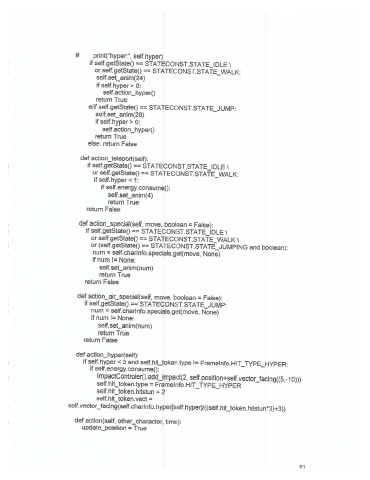 #        print("hyper:", self.hyper)
        if self.getState() == STATECONST.STATE_IDLE \
         or self.getState() == STATECONST.STATE_WALK:
          self.set_anim(24)
          if self.hyper > 0:
            self.action_hyper()
          return True
        elif self.getState() == STATECONST.STATE_JUMP:
          self.set_anim(28)
          if self.hyper > 0:
            self.action_hyper()
          return True
        else: return False
    def action_teleport(self):
      if self.getState() == STATECONST.STATE_IDLE \
        or self.getState() == STATECONST.STATE_WALK:
        if self.hyper < 1:
          if self.energy.consume():
            self.set_anim(4)
            return True
      return False
    def action_special(self, move, boolean = False):
      if self.getState() == STATECONST.STATE_IDLE \
        or self.getState() == STATECONST.STATE_WALK \
        or (self.getState() == STATECONST.STATE_JUMPING and boolean):
        num = self.charinfo.specials.get(move, None)
        if num != None:
          self.set_anim(num)
          return True
      return False
    def action_air_special(self, move, boolean = False):
      if self.getState() == STATECONST.STATE_JUMP:
        num = self.charinfo.specials.get(move, None)
        if num != None:
          self.set_anim(num)
          return True
      return False
    def action_hyper(self):
      if self.hyper < 3 and self.hit_token.type != FrameInfo.HIT_TYPE_HYPER:
        if self.energy.consume():
          ImpactControler().add_impact(2, self.position+self.vector_facing((5,-10)))
          self.hit_token.type = FrameInfo.HIT_TYPE_HYPER
          self.hit_token.hitstun = 2
          self.hit_token.vect =
self.vector_facing(self.charinfo.hyper[self.hyper]/((self.hit_token.hitstun*3)+3))
    def action(self, other_character, time):
      update_position = True